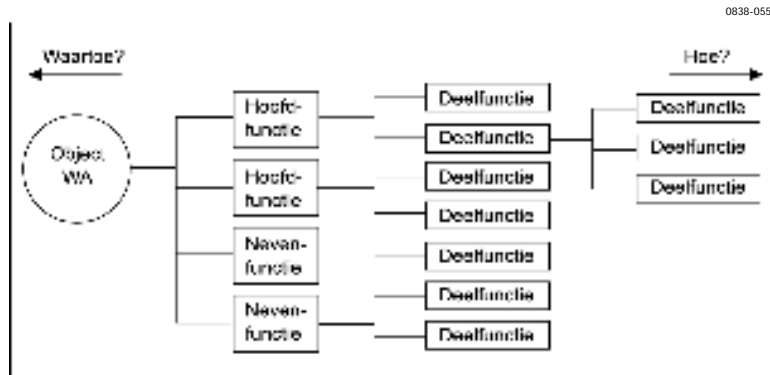 0838-055
Waartoe?
Hoe?
Object
WA
Hoofd-
functie
Hoofd-
functie
Neven-
functie
Neven-
functie
Deelfunctie
Deelfunctie
Deelfunctie
Deelfunctie
Deelfunctie
Deelfunctie
Deelfunctie
Deelfunctie
Deelfunctie
Deelfunctie